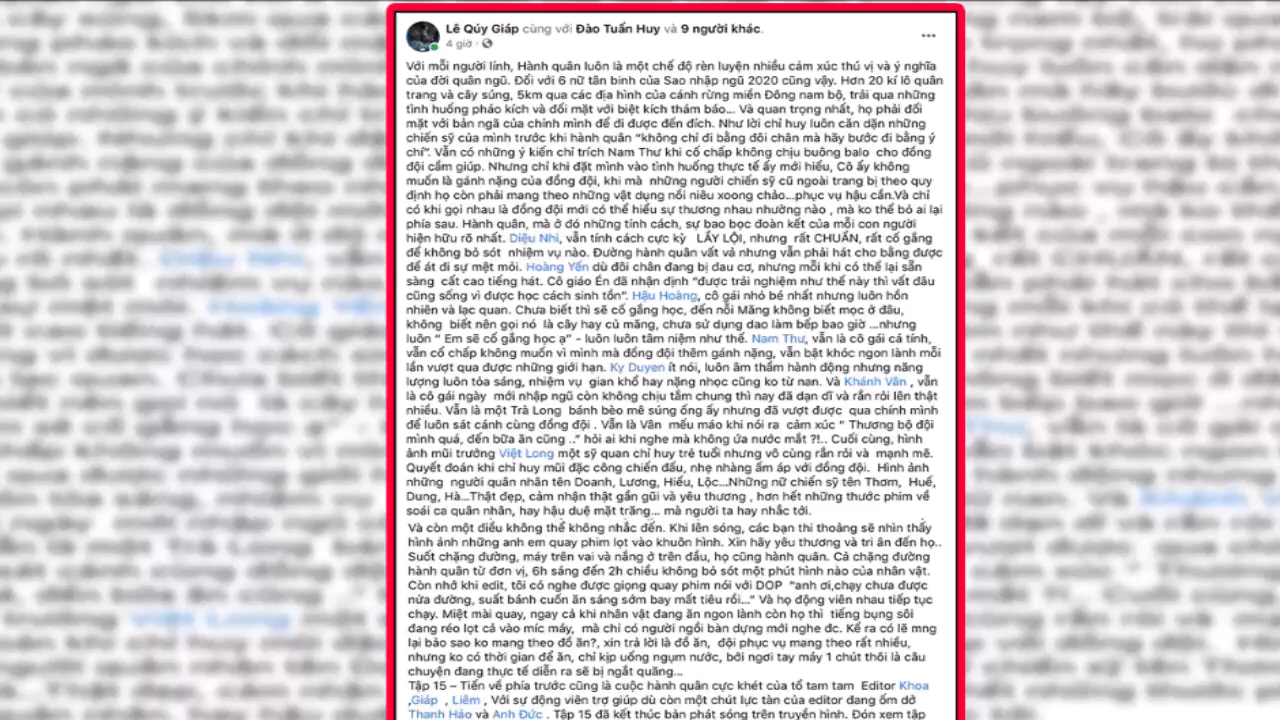 Lê Qúy Giáp cùng với Đào Tuấn Huy và 9 người khác.
4 giờ ·
Với mỗi người lính, Hành quân luôn là một chế độ rèn luyện nhiều cảm xúc thú vị và ý nghĩa
của đời quân ngũ. Đối với 6 nữ tân binh của Sao nhập ngũ 2020 cũng vậy. Hơn 20 kí lô quân
trang và cây súng, 5km qua các địa hình của cánh rừng miền Đông nam bộ, trải qua những
tình huống pháo kích và đối mặt với biệt kích thám báo... Và quan trọng nhất, họ phải đối
mặt với bản ngã của chính mình để đi được đến đích. Như lời chỉ huy luôn căn dặn những
chiến sỹ của mình trước khi hành quân "không chỉ đi bằng đôi chân mà hãy bước đi bằng ý
chí". Vẫn có những ý kiến chỉ trích Nam Thư khi cố chấp không chịu buông balo cho đồng
đội cầm giúp. Nhưng chỉ khi đặt mình vào tình huống thực tế ấy mới hiểu, Cô ấy không
muốn là gánh nặng của đồng đội, khi mà những người chiến sỹ cũ ngoài trang bị theo quy
định họ còn phải mang theo những vật dụng nồi niêu xoong chảo...phục vụ hậu cần.Và chỉ
có khi gọi nhau là đồng đội mới có thể hiểu sự thương nhau nhường nào , mà ko thể bỏ ai lại
phía sau. Hành quân, mà ở đó những tính cách, sự bao bọc đoàn kết của mỗi con người
hiện hữu rõ nhất. Diệu Nhi, vẫn tính cách cực kỳ LẦY LỘI, nhưng rất CHUẨN, rất cố gắng
để không bỏ sót nhiệm vụ nào. Đường hành quân vất vả nhưng vẫn phải hát cho bằng được
để át đi sự mệt mỏi. Hoàng Yến dù đôi chân đang bị đau cơ, nhưng mỗi khi có thể lại sẵn
sàng cất cao tiếng hát. Cô giáo Én đã nhận định "được trải nghiệm như thế này thì vất đâu
cũng sống vì được học cách sinh tồn". Hậu Hoàng, cô gái nhỏ bé nhất nhưng luôn hồn
nhiên và lạc quan. Chưa biết thì sẽ cố gắng học, đến nỗi Măng không biết mọc ở đâu,
không biết nên gọi nó là cây hay củ măng, chưa sử dụng dao làm bếp bao giờ ...nhưng
luôn " Em sẽ cố gắng học ạ" - luôn luôn tâm niệm như thế. Nam Thư, vẫn là cô gái cá tính,
vẫn cố chấp không muốn vì mình mà đồng đội thêm gánh nặng, vẫn bật khóc ngon lành mỗi
lần vượt qua được những giới hạn. Ky Duyen ít nói, luôn âm thầm hành động nhưng năng
lượng luôn tỏa sáng, nhiệm vụ gian khổ hay nặng nhọc cũng ko từ nan. Và Khánh Vân , vẫn
là cô gái ngày mới nhập ngũ còn không chịu tắm chung thì nay đã dạn dĩ và rắn rỏi lên thật
nhiều. Vẫn là một Trà Long bánh bèo mê súng ống ấy nhưng đã vượt được qua chính mình
để luôn sát cánh cùng đồng đội . Vẫn là Vân mếu máo khi nói ra cảm xúc " Thương bộ đội
mình quá, đến bữa ăn cũng .." hỏi ai khi nghe mà không ứa nước mắt ?!.. Cuối cùng, hình
ảnh mũi trưởng Việt Long một sỹ quan chỉ huy trẻ tuổi nhưng vô cùng rắn rỏi và mạnh mẽ.
Quyết đoán khi chỉ huy mũi đặc công chiến đấu, nhẹ nhàng ấm áp với đồng đội. Hình ảnh
những người quân nhân tên Doanh, Lương, Hiếu, Lộc...Những nữ chiến sỹ tên Thơm, Huế,
Dung, Hà...Thật đẹp, cảm nhận thật gần gũi và yêu thương , hơn hết những thước phim về
soái ca quân nhân, hay hậu duệ mặt trăng... mà người ta hay nhắc tới.
Và còn một điều không thể không nhắc đến. Khi lên sóng, các bạn thi thoảng sẽ nhìn thấy
hình ảnh những anh em quay phim lọt vào khuôn hình. Xin hãy yêu thương và tri ân đến họ..
Suốt chặng đường, máy trên vai và nắng ở trên đầu, họ cũng hành quân. Cả chặng đường
hành quân từ đơn vị, 6h sáng đến 2h chiều không bỏ sót một phút hình nào của nhân vật.
Còn nhớ khi edit, tôi có nghe được giọng quay phim nói với DOP "anh ơi,chạy chưa được
nửa đường, suất bánh cuốn ăn sáng sớm bay mất tiêu rồi..." Và họ động viên nhau tiếp tục
chạy. Miệt mài quay, ngay cả khi nhân vật đang ăn ngon lành còn họ thì tiếng bụng sôi
đang réo lọt cả vào míc máy, mà chỉ có người ngồi bàn dựng mới nghe đc. Kể ra có lẽ mng
lại bảo sao ko mang theo đồ ăn?, xin trả lời là đồ ăn, đội phục vụ mang theo rất nhiều,
nhưng ko có thời gian để ăn, chỉ kịp uống ngụm nước, bởi ngơi tay máy 1 chút thôi là câu
chuyện đang thực tế diễn ra sẽ bị ngắt quãng...
Tập 15 – Tiến về phía trước cũng là cuộc hành quân cực khét của tổ tam tam Editor Khoa
,Giáp , Liêm , Với sự động viên trợ giúp dù còn một chút lực tàn của editor đang ốm dở
Thanh Hảo và Anh Đức . Tập 15 đã kết thúc bản phát sóng trên truyền hình. Đón xem tập